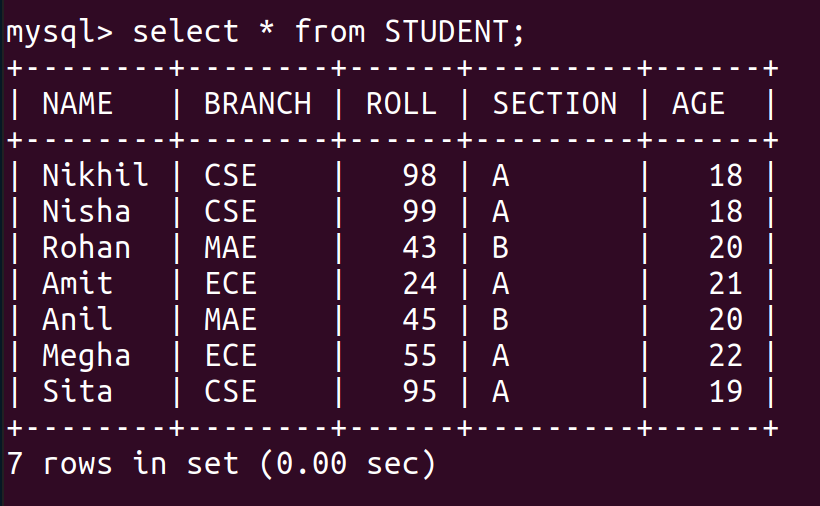 mysql> select * from STUDENT;
+--------+--------+------+---------+------+
| NAME   | BRANCH | ROLL | SECTION | AGE  |
+--------+--------+------+---------+------+
| Nikhil | CSE    |   98 | A       |   18 |
| Nisha  | CSE    |   99 | A       |   18 |
| Rohan  | MAE    |   43 | B       |   20 |
| Amit   | ECE    |   24 | A       |   21 |
| Anil   | MAE    |   45 | B       |   20 |
| Megha  | ECE    |   55 | A       |   22 |
| Sita   | CSE    |   95 | A       |   19 |
+--------+--------+------+---------+------+
7 rows in set (0.00 sec)